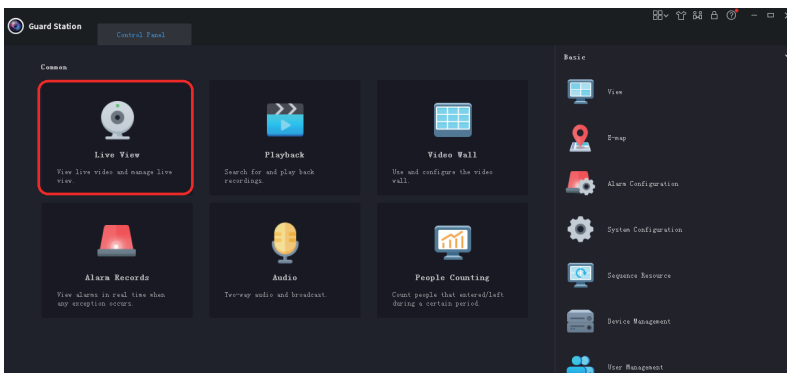 Guard Station
Control Panel
Common
Live View
View live video and manage live
view.
Playback
Search for and play back
recordings.
Video Wall
Use and configure the video
wall.
Alarm Records
View alarms in real time when
any exception occurs.
Audio
Two-way audio and broadcast.
People Counting
Count people that entered/left
during a certain period
Basic
View
E-map
Alarm Configuration
System Configuration
Sequence Resource
Device Management
User Management